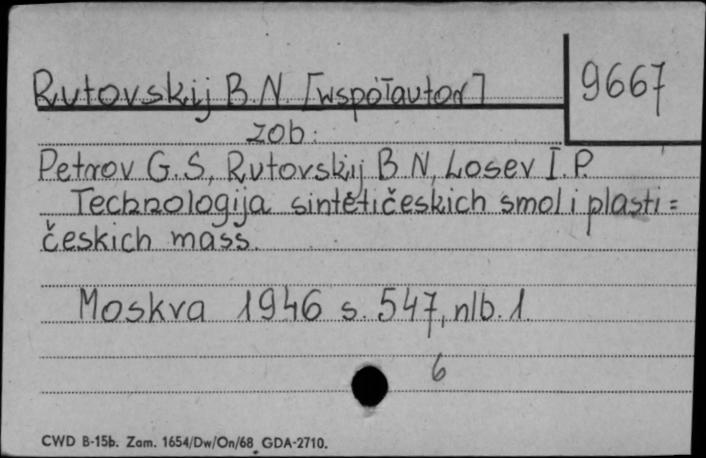 Rutovskij B.N. [współautor]
9667
zob.
Petrov G.S., Rutovskij B.N, Losev I.P.
Technologija sintětičeskich smol i plasti=
českich mass.
Moskva 1946 s. 547, nlb. 1.
6
CWD B-15b. Zam. 1654/Dw/On/68 GDA-2710.